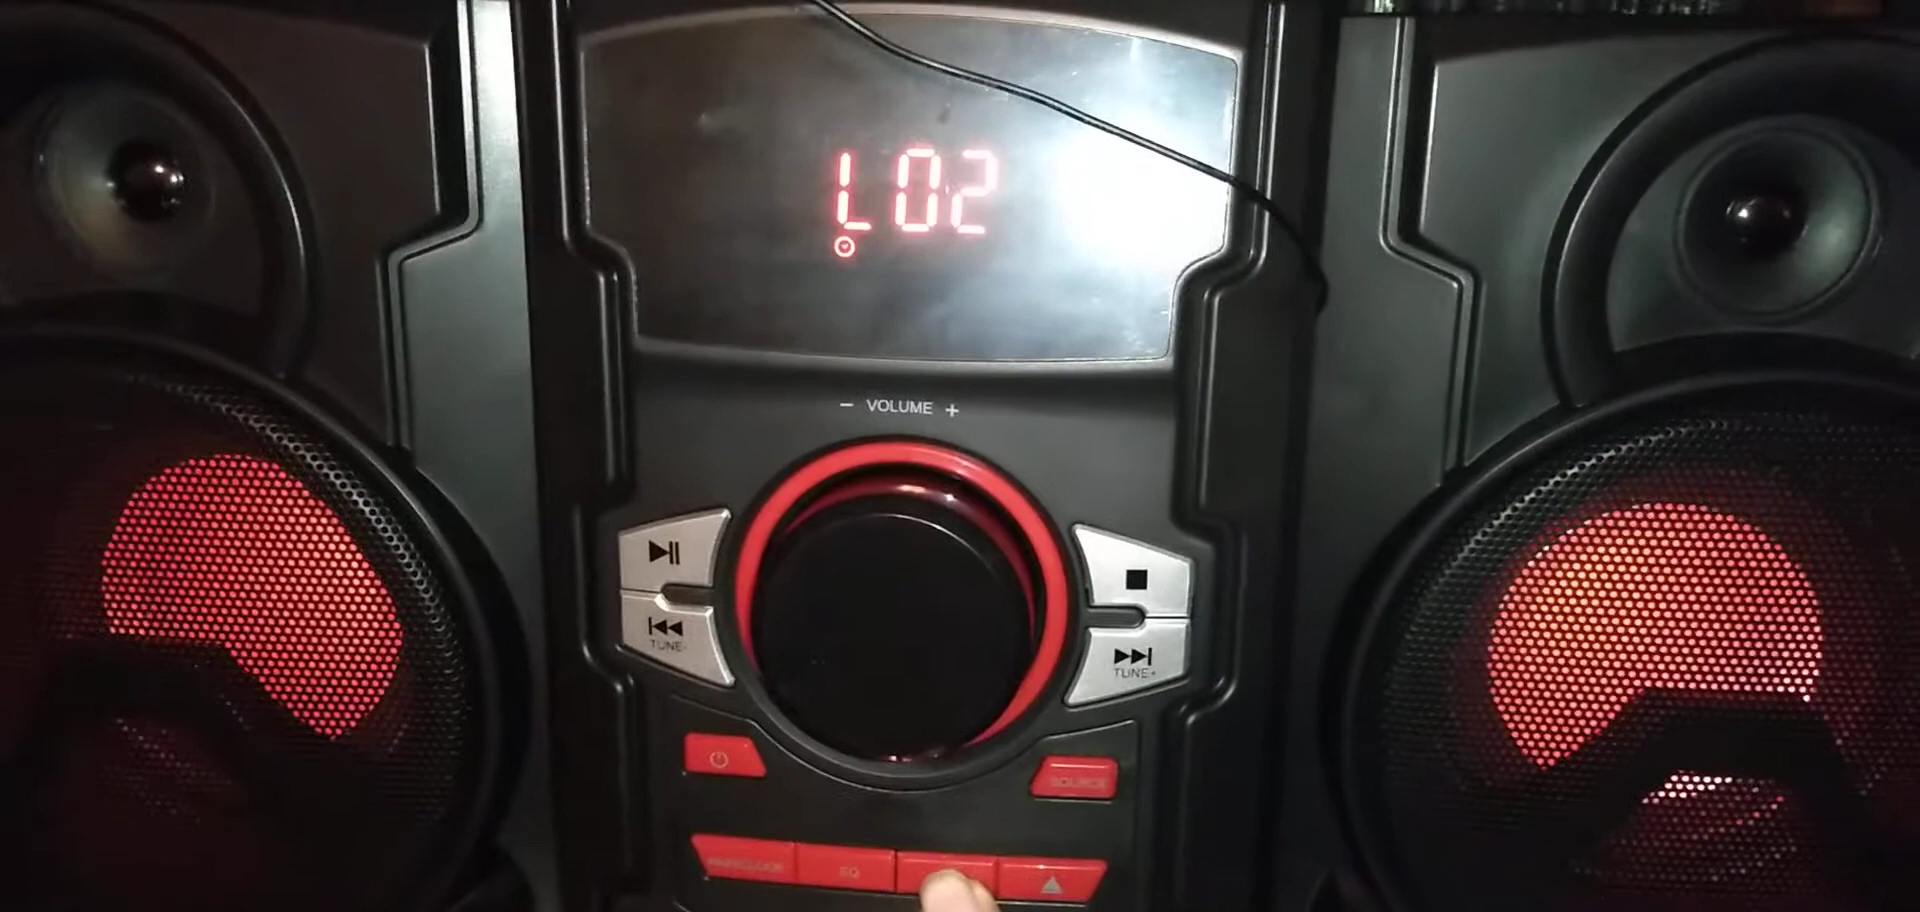 L02
- VOLUME +
TUNE-
TUNE+
SOURCE
EQ